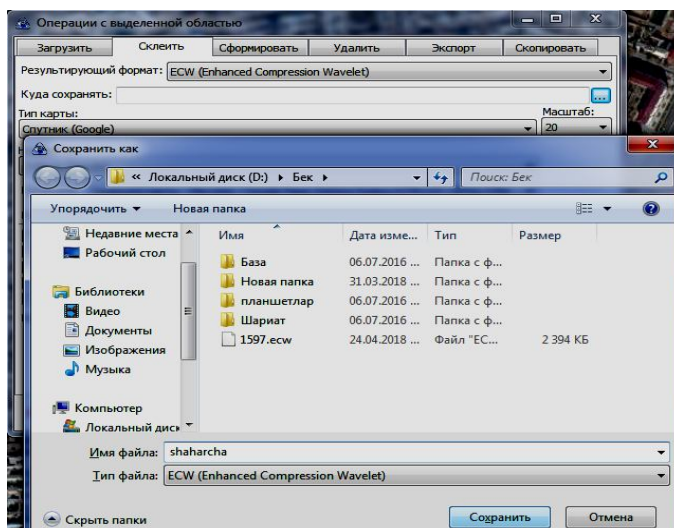 Операции с выделенной областью
Загрузить Склеить Сформировать Удалить Экспорт Скопировать
Результирующий формат: ECW (Enhanced Compression Wavelet)
Куда сохранять: ...
Тип карты: Масштаб:
Спутник (Google) 20
Сохранить как
« Локальный диск (D:) Бек Поиск: Бек
Упорядочить Новая папка
Недавние места Имя Дата изме... Тип Размер
Рабочий стол
База 06.07.2016 ... Папка с ф...
Библиотеки Новая папка 31.03.2018 ... Папка с ф...
Видео планшетлар 06.07.2016 ... Папка с ф...
Документы Шариат 06.07.2016 ... Папка с ф...
Изображения 1597.ecw 24.04.2018 ... Файл "EC... 2 394 КБ
Музыка
Компьютер
Локальный диск
Имя файла: shaharcha
Тип файла: ECW (Enhanced Compression Wavelet)
Скрыть папки Сохранить Отмена